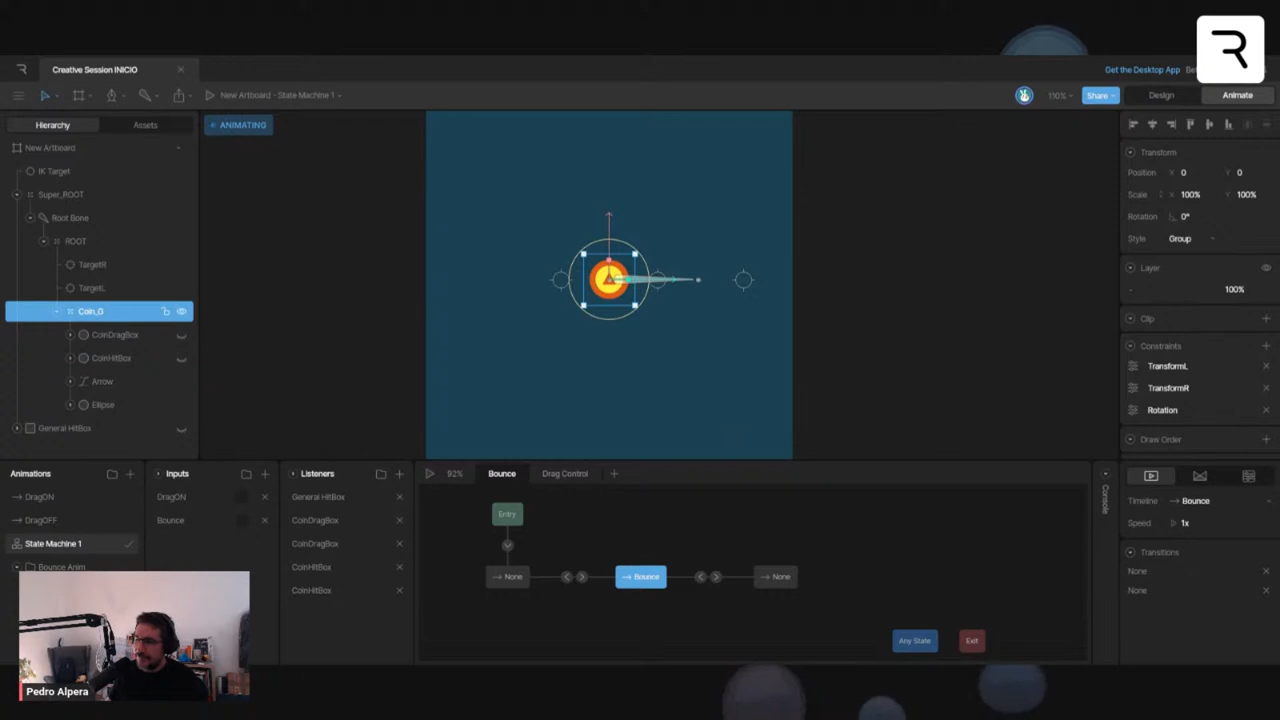 Creative Session INICIO
Get the Desktop App
New Artboard - State Machine 1
110%
Share
Design
Animate
Hierarchy
Assets
ANIMATING
New Artboard
IK Target
Super_ROOT
Root Bone
ROOT
TargetR
TargetL
Coin_G
CoinDragBox
CoinHitBox
Arrow
Ellipse
General HitBox
Transform
Position X 0 Y 0
Scale X 100% Y 100%
Rotation 0°
Style Group
Layer
100%
Clip
Constraints
TransformL
TransformR
Rotation
Draw Order
Animations
DragON
DragOFF
State Machine 1
Bounce Anim
Inputs
DragON
Bounce
Listeners
General HitBox
CoinDragBox
CoinDragBox
CoinHitBox
CoinHitBox
92%
Bounce
Drag Control
Entry
None
Bounce
None
Any State
Exit
Console
Timeline Bounce
Speed 1x
Transitions
None
None
Pedro Alpera